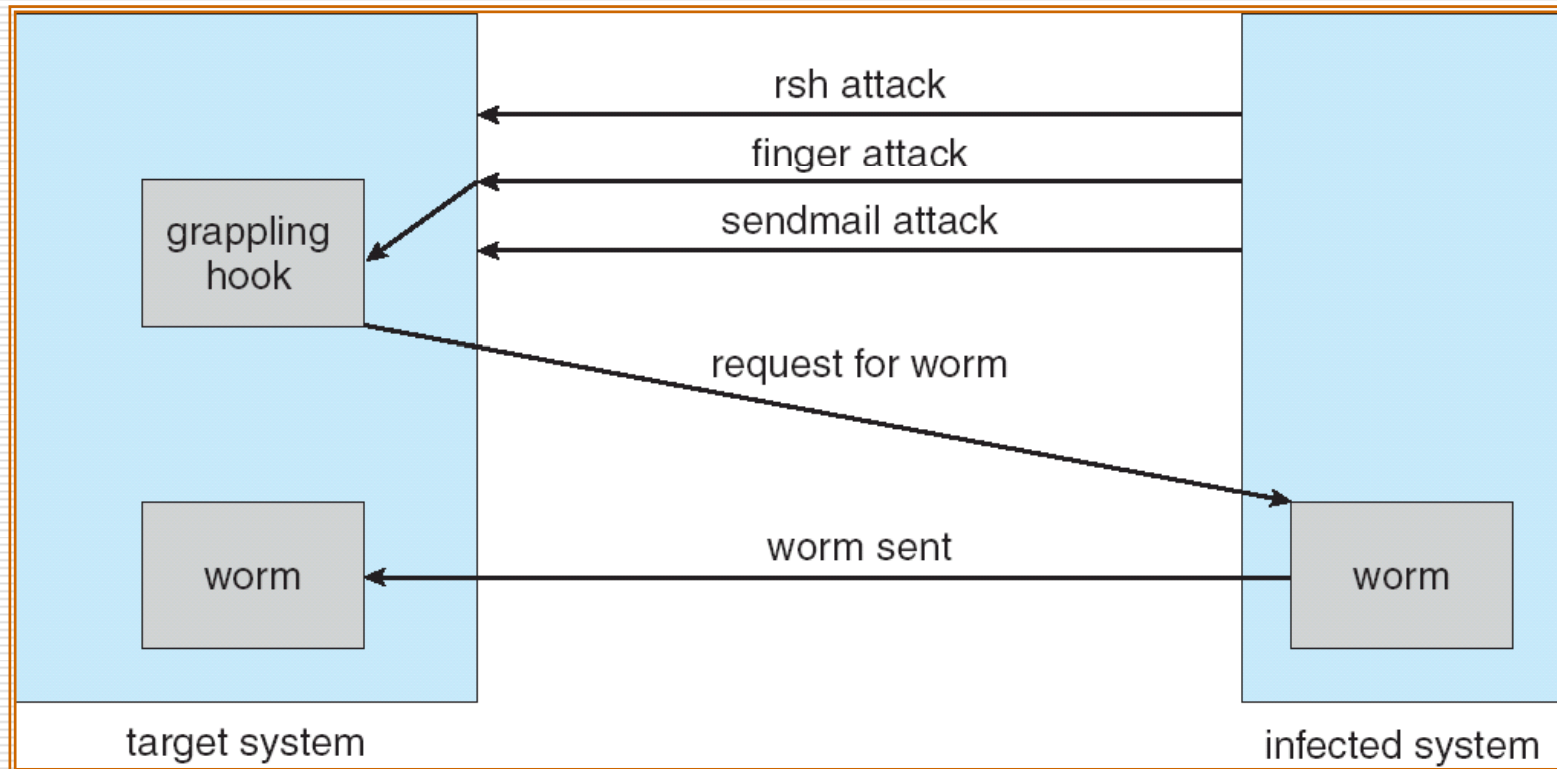 rsh attack
finger attack
sendmail attack
grappling
hook
request for worm
worm sent
worm
worm
target system
infected system